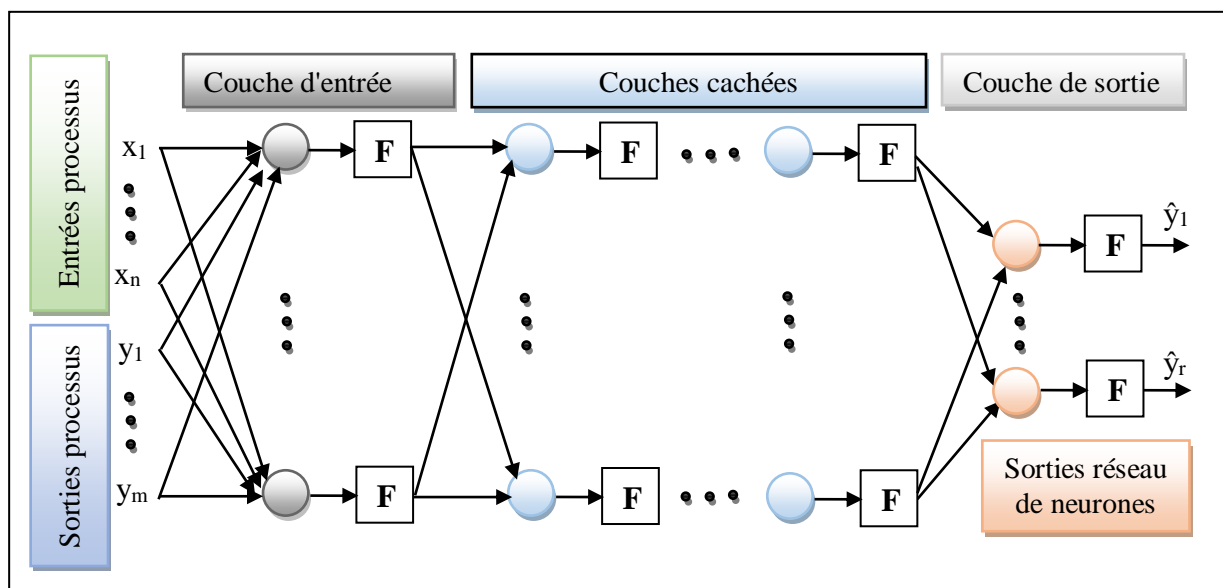 Couche d'entrée
Couches cachées
Couche de sortie
Entrées processus
Sorties processus
x1
xn
y1
ym
F
F
F
F
F
F
F
F
ŷ1
ŷr
Sorties réseau
de neurones